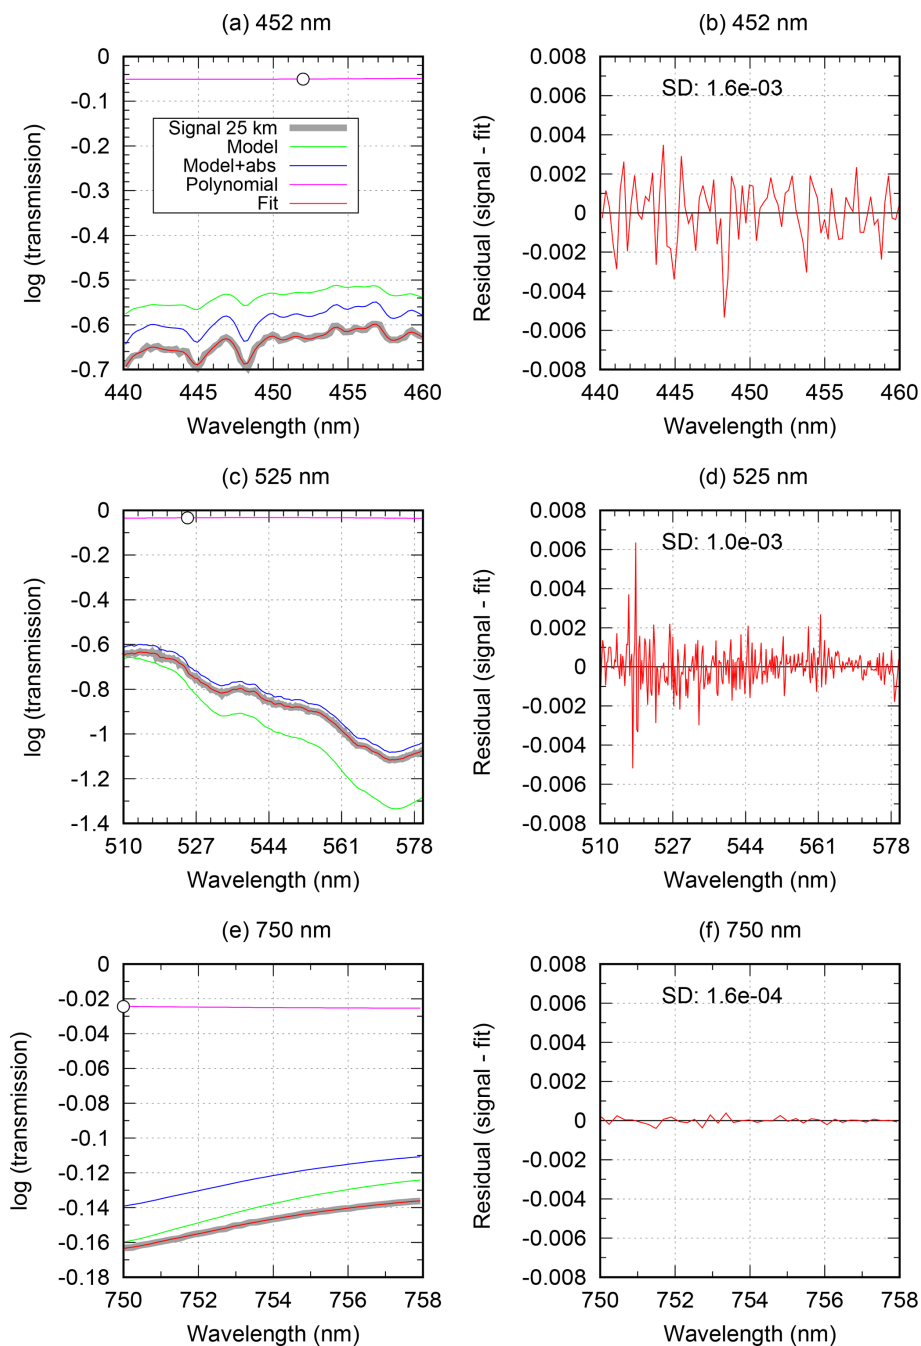 (a) 452 nm
log (transmission)
0
-0.1
-0.2
-0.3
-0.4
-0.5
-0.6
-0.7
Signal 25 km
Model
Model+abs
Polynomial
Fit
440 445 450 455 460
Wavelength (nm)
(b) 452 nm
Residual (signal - fit)
0.008
0.006
0.004
0.002
0
-0.002
-0.004
-0.006
-0.008
SD: 1.6e-03
440 445 450 455 460
Wavelength (nm)
(c) 525 nm
log (transmission)
0
-0.2
-0.4
-0.6
-0.8
-1
-1.2
-1.4
510 527 544 561 578
Wavelength (nm)
(d) 525 nm
Residual (signal - fit)
0.008
0.006
0.004
0.002
0
-0.002
-0.004
-0.006
-0.008
SD: 1.0e-03
510 527 544 561 578
Wavelength (nm)
(e) 750 nm
log (transmission)
0
-0.02
-0.04
-0.06
-0.08
-0.1
-0.12
-0.14
-0.16
-0.18
750 752 754 756 758
Wavelength (nm)
(f) 750 nm
Residual (signal - fit)
0.008
0.006
0.004
0.002
0
-0.002
-0.004
-0.006
-0.008
SD: 1.6e-04
750 752 754 756 758
Wavelength (nm)